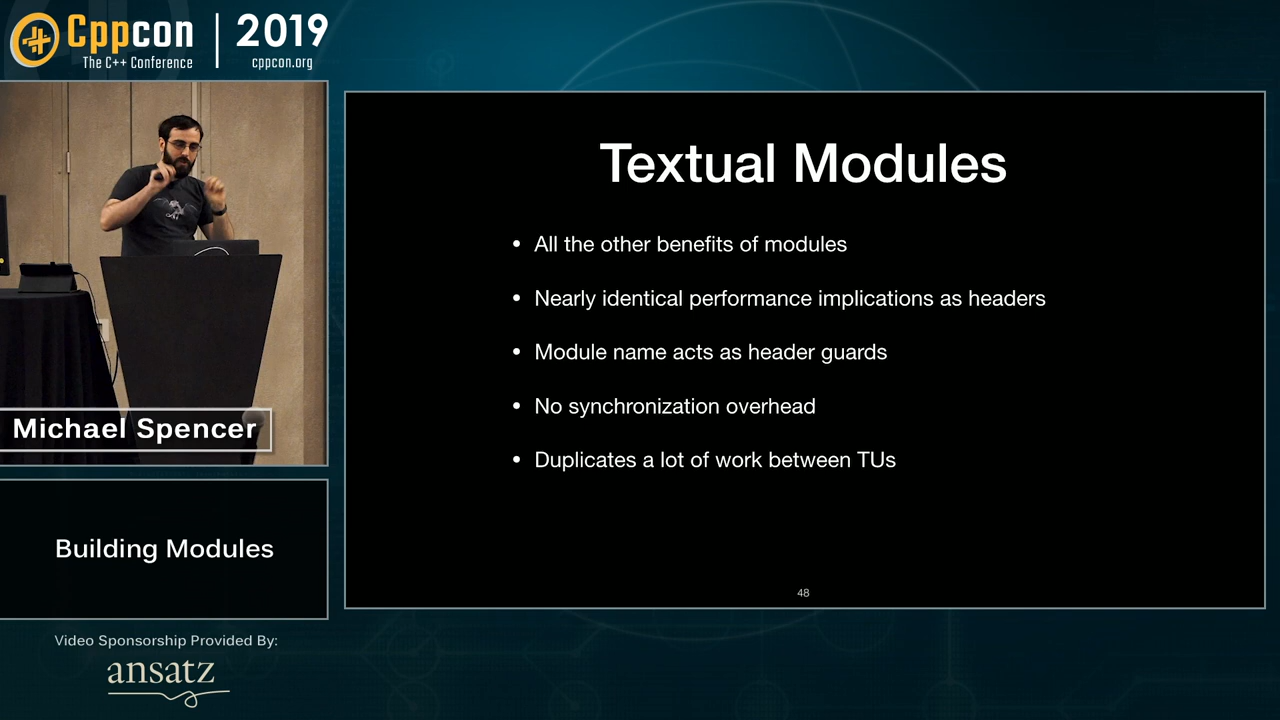 Cppcon
The C++ Conference
2019
cppcon.org
Michael Spencer
Building Modules
Video Sponsorship Provided By:
ansatz
Textual Modules
• All the other benefits of modules
• Nearly identical performance implications as headers
• Module name acts as header guards
• No synchronization overhead
• Duplicates a lot of work between TUs
48